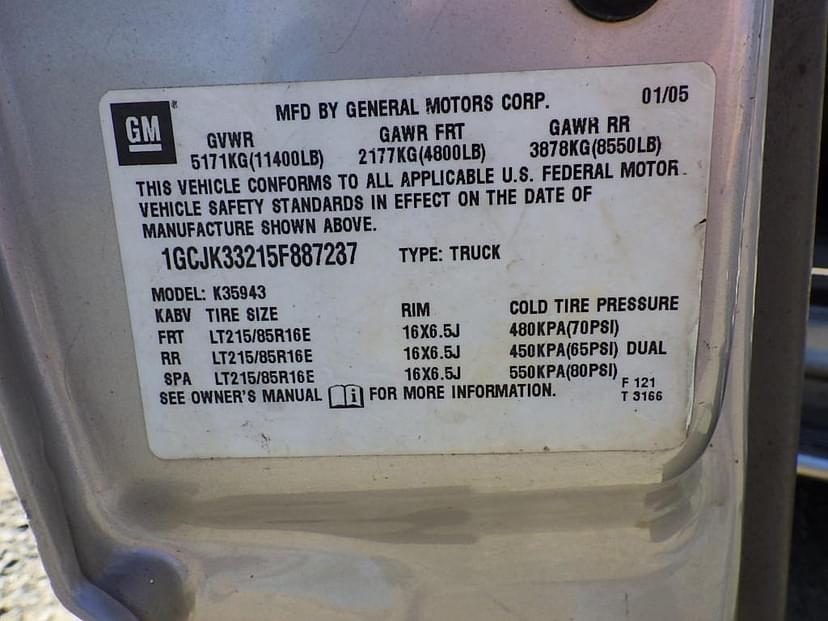 GM
MFD BY GENERAL MOTORS CORP. 01/05
GVWR GAWR FRT GAWR RR
5171KG(11400LB) 2177KG(4800LB) 3878KG(8550LB)
THIS VEHICLE CONFORMS TO ALL APPLICABLE U.S. FEDERAL MOTOR
VEHICLE SAFETY STANDARDS IN EFFECT ON THE DATE OF
MANUFACTURE SHOWN ABOVE.
1GCJK33215F887237 TYPE: TRUCK
MODEL: K35943
KABV TIRE SIZE RIM COLD TIRE PRESSURE
FRT LT215/85R16E 16X6.5J 480KPA(70PSI)
RR LT215/85R16E 16X6.5J 450KPA(65PSI) DUAL
SPA LT215/85R16E 16X6.5J 550KPA(80PSI)
SEE OWNER'S MANUAL i FOR MORE INFORMATION.
F 121
T 3166